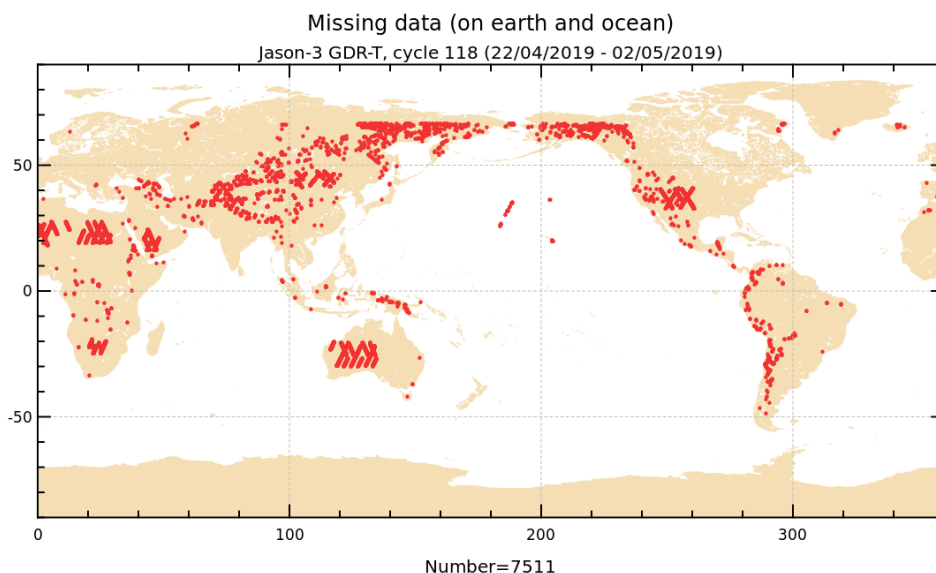 Missing data (on earth and ocean)
Jason-3 GDR-T, cycle 118 (22/04/2019 - 02/05/2019)
50
0
-50
0 100 200 300
Number=7511